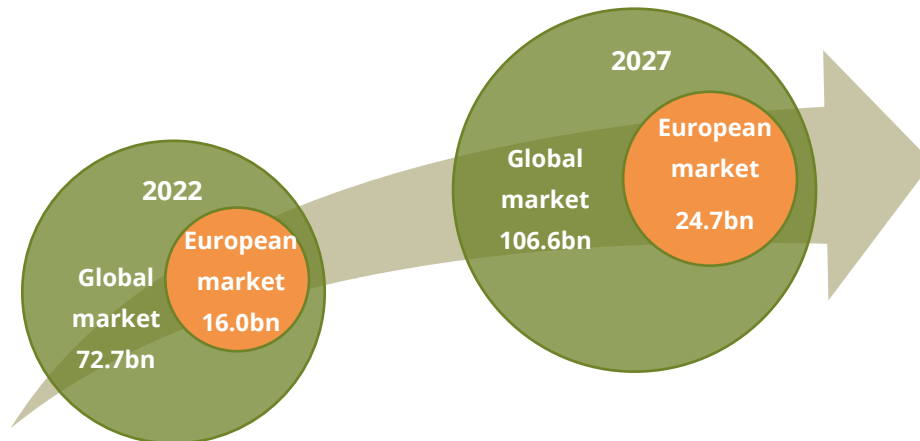 2022
Global
market
72.7bn
European
market
16.0bn
2027
Global
market
106.6bn
European
market
24.7bn